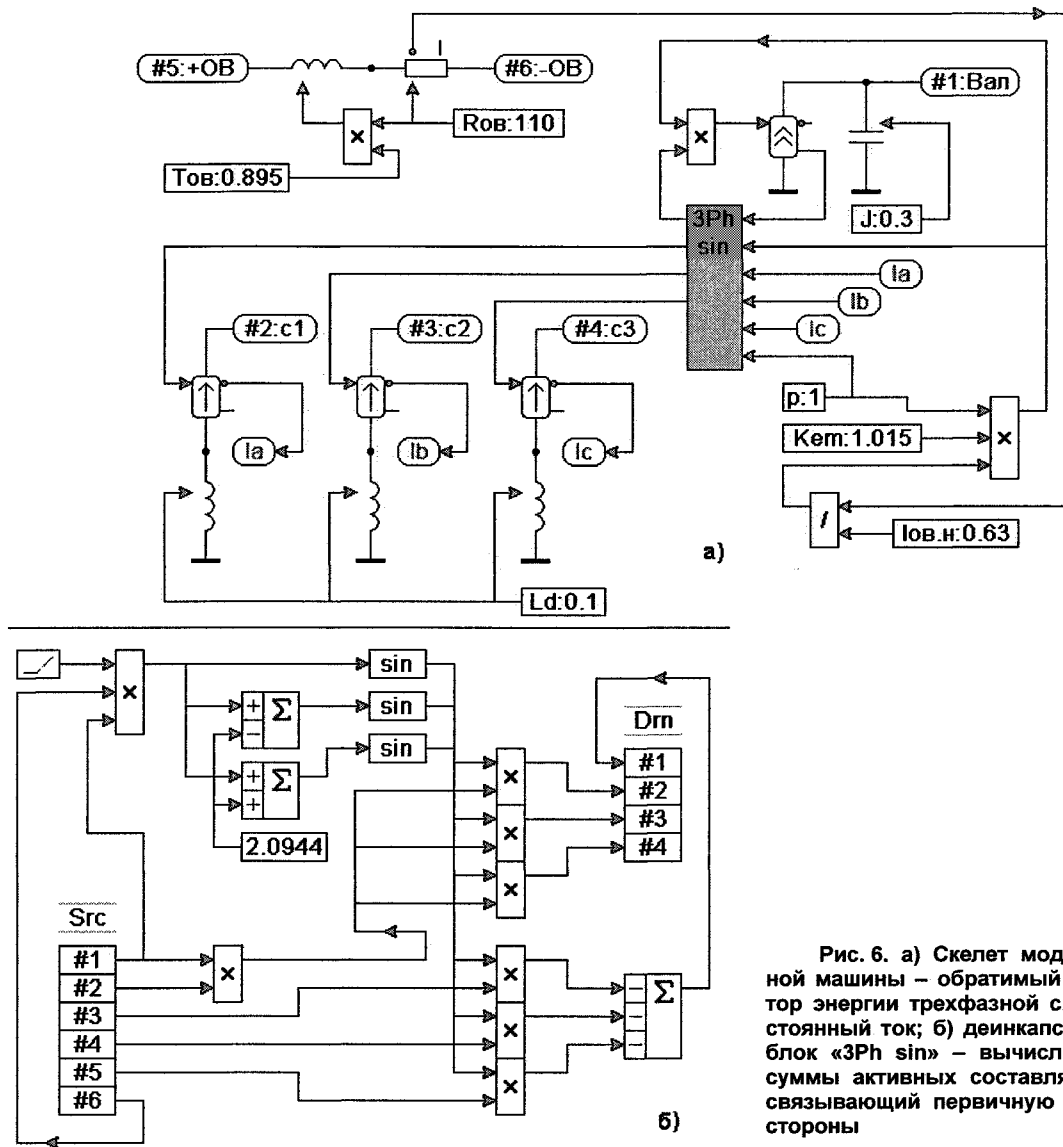 I
#5:+ОВ
#6:-ОВ
#1:Вал
×
Rов:110
×
Tов:0.895
J:0.3
3Ph
sin
Ia
Ib
Ic
#2:c1
#3:c2
#4:c3
p:1
Kem:1.015
×
Ia
Ib
Ic
/
Iов.н:0.63
а)
Ld:0.1
×
sin
+
−
Σ
sin
sin
+
+
Σ
2.0944
Drn
#1
#2
#3
#4
×
×
×
Src
#1
#2
#3
#4
#5
#6
×
×
×
×
−
−
−
Σ
б)
Рис. 6. а) Скелет мод
ной машины – обратимый
тор энергии трехфазной с
стоянный ток; б) деинкапс
блок «3Ph sin» – вычисл
суммы активных составл
связывающий первичную
стороны